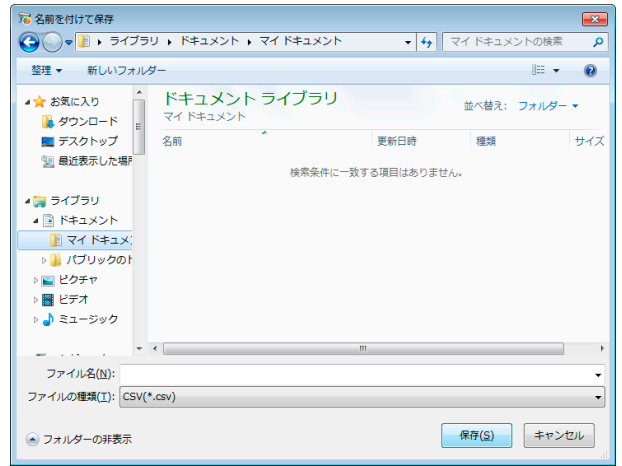 名前を付けて保存
ライブラリ ▸ ドキュメント ▸ マイ ドキュメント
マイ ドキュメントの検索
整理 ▼ 新しいフォルダー
お気に入り
ダウンロード
デスクトップ
最近表示した場所
ライブラリ
ドキュメント
マイ ドキュメ
パブリックのド
ピクチャ
ビデオ
ミュージック
ドキュメント ライブラリ
マイ ドキュメント
並べ替え: フォルダー ▼
名前 更新日時 種類 サイズ
検索条件に一致する項目はありません。
ファイル名(N):
ファイルの種類(T): CSV(*.csv)
フォルダーの非表示
保存(S) キャンセル